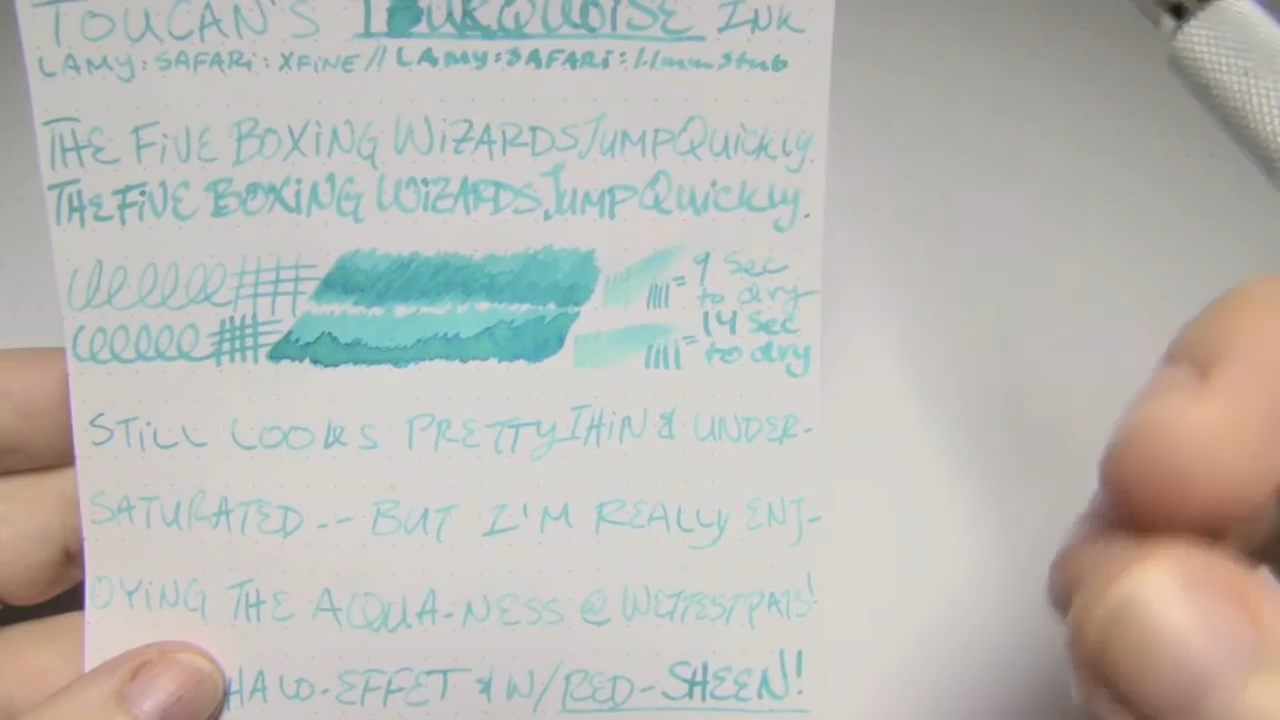 TOUCAN'S TOURQUOISE INK
LAMY:SAFARI:XFINE // LAMY:SAFARI:1.1mm Stub
THE FIVE BOXING WIZARDS JUMP QUICKLY.
THE FIVE BOXING WIZARDS JUMP QUICKLY.
= 9 sec
to dry
= 14 sec
to dry
STILL LOOKS PRETTY THIN & UNDER-
SATURATED -- BUT I'M REALLY ENJ-
OYING THE ACQUA-NESS @ WETTEST PATS!
HALO-EFFET & W/ RED-SHEEN!